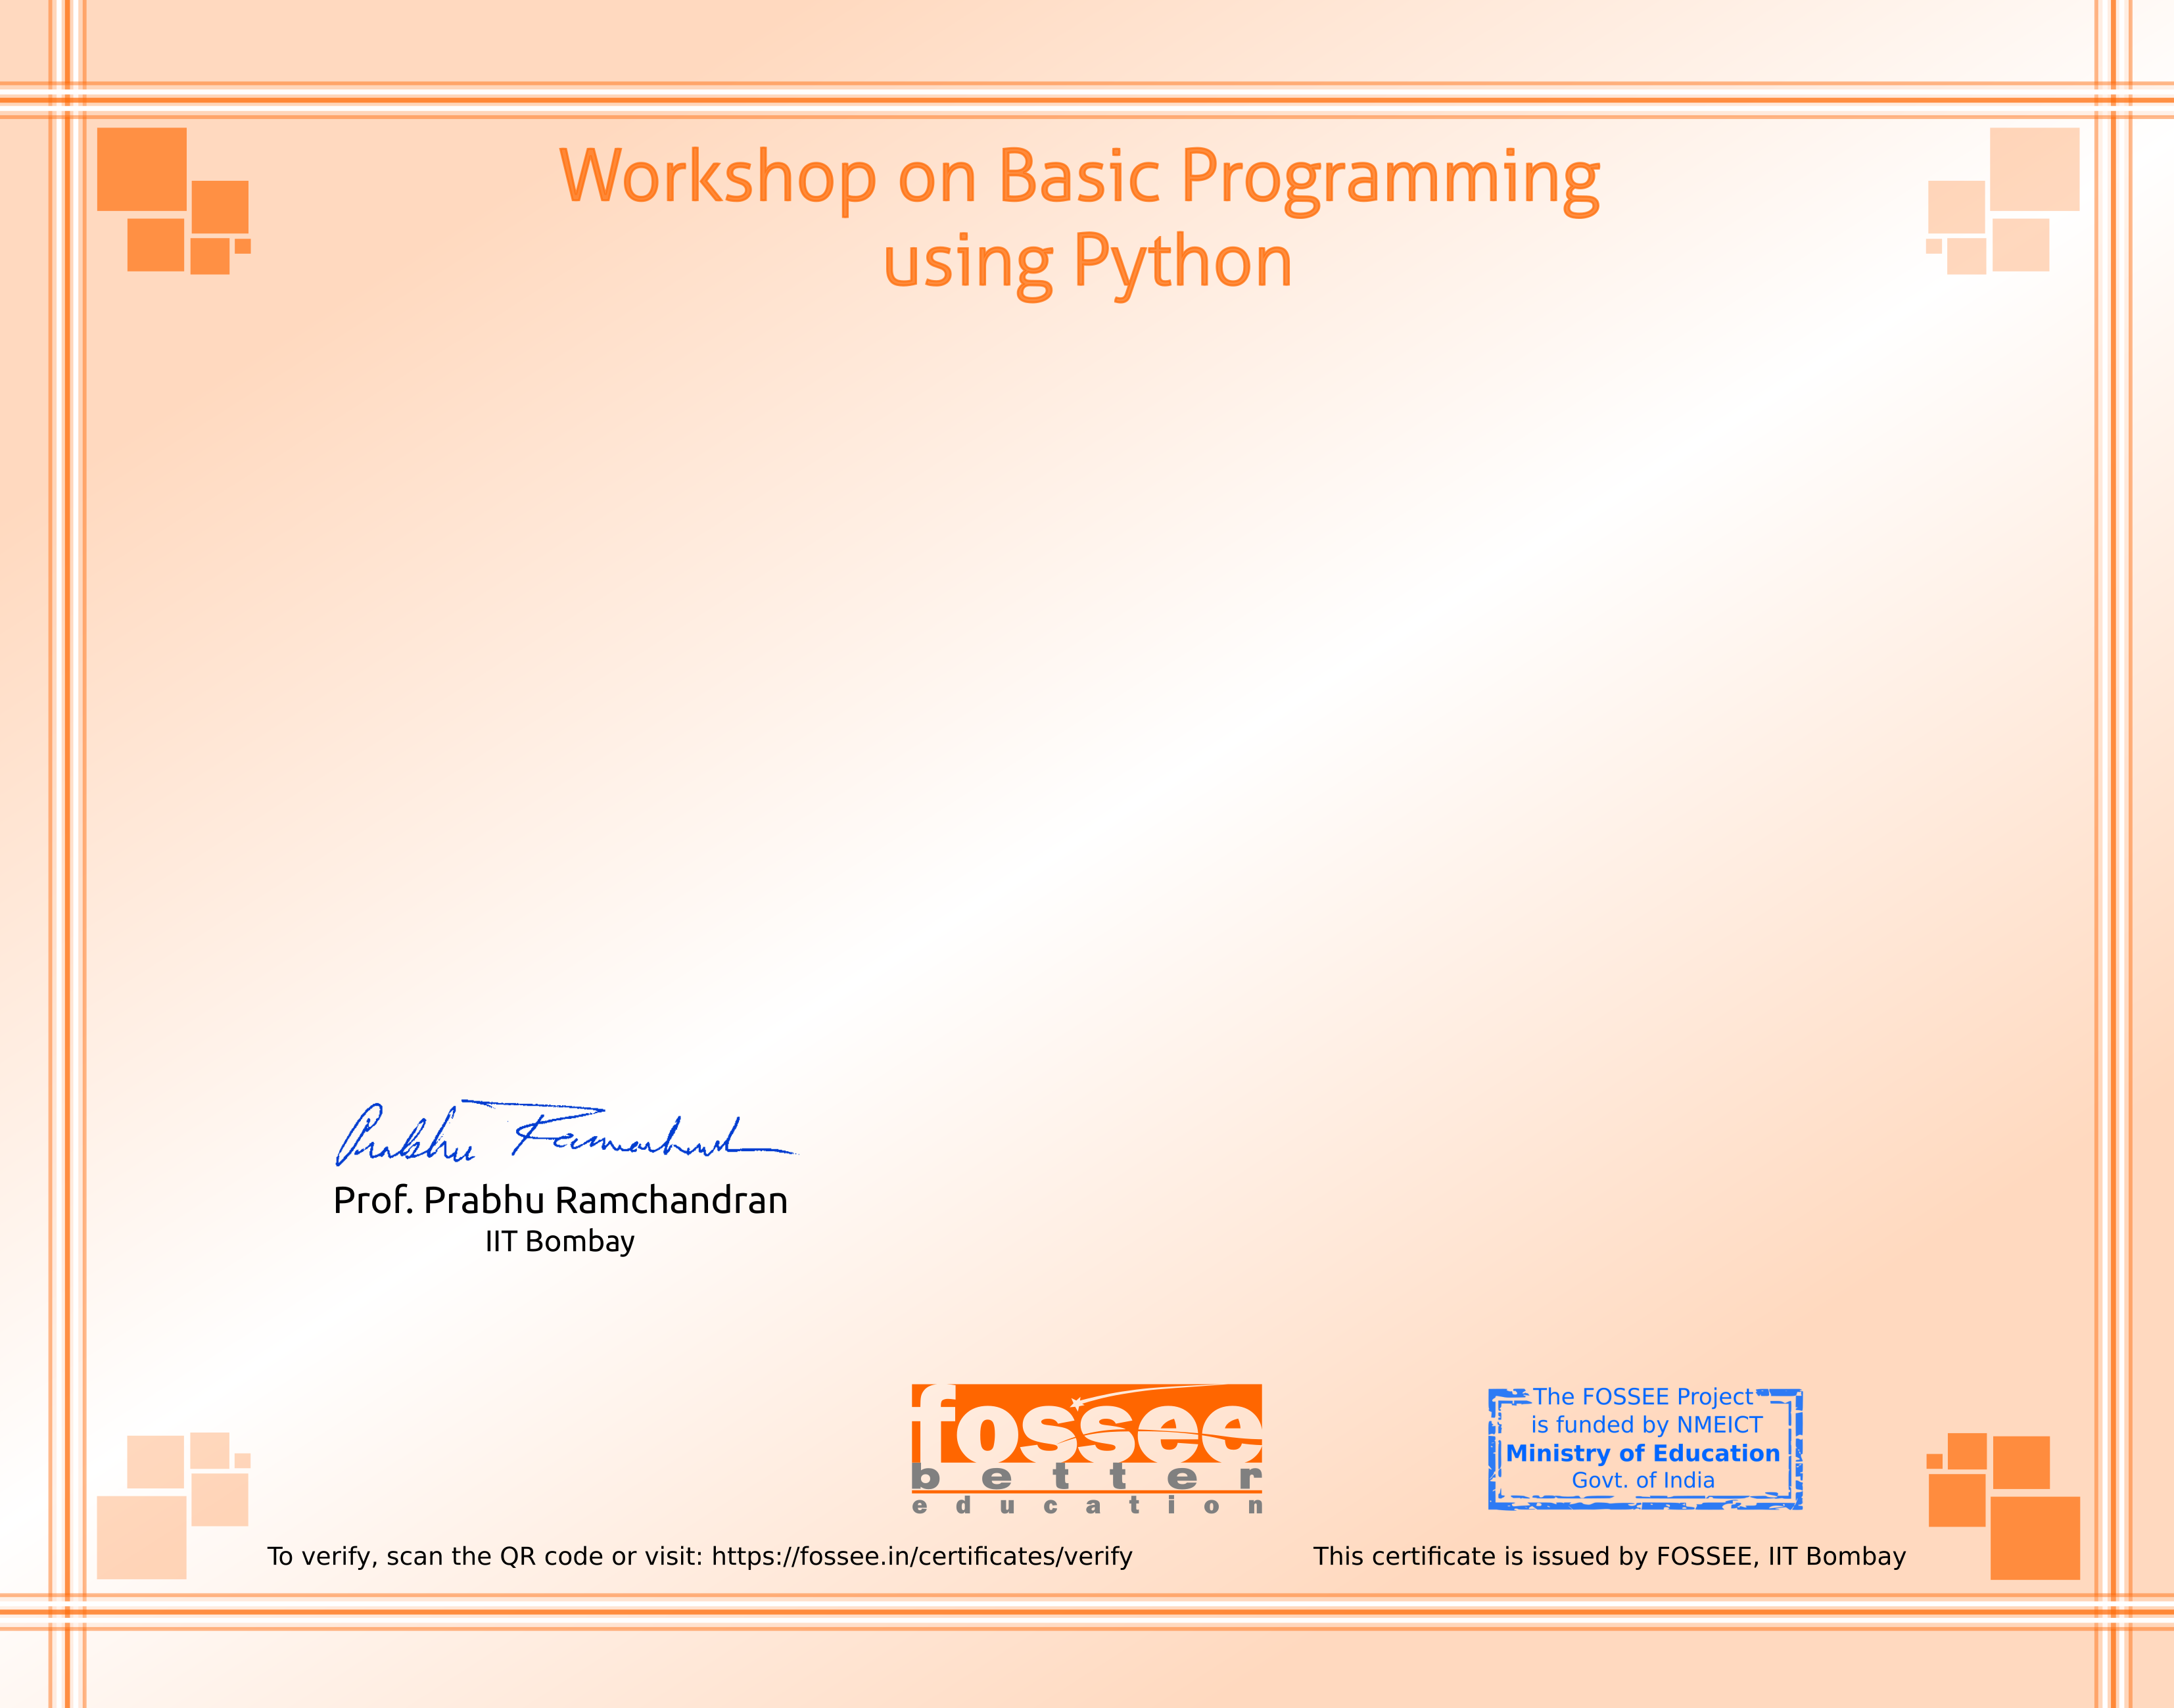 Workshop on Basic Programming
using Python
Prabhu Ramachandran
Prof. Prabhu Ramchandran
IIT Bombay
fossee
better
education
The FOSSEE Project
is funded by NMEICT
Ministry of Education
Govt. of India
To verify, scan the QR code or visit: https://fossee.in/certificates/verify
This certificate is issued by FOSSEE, IIT Bombay